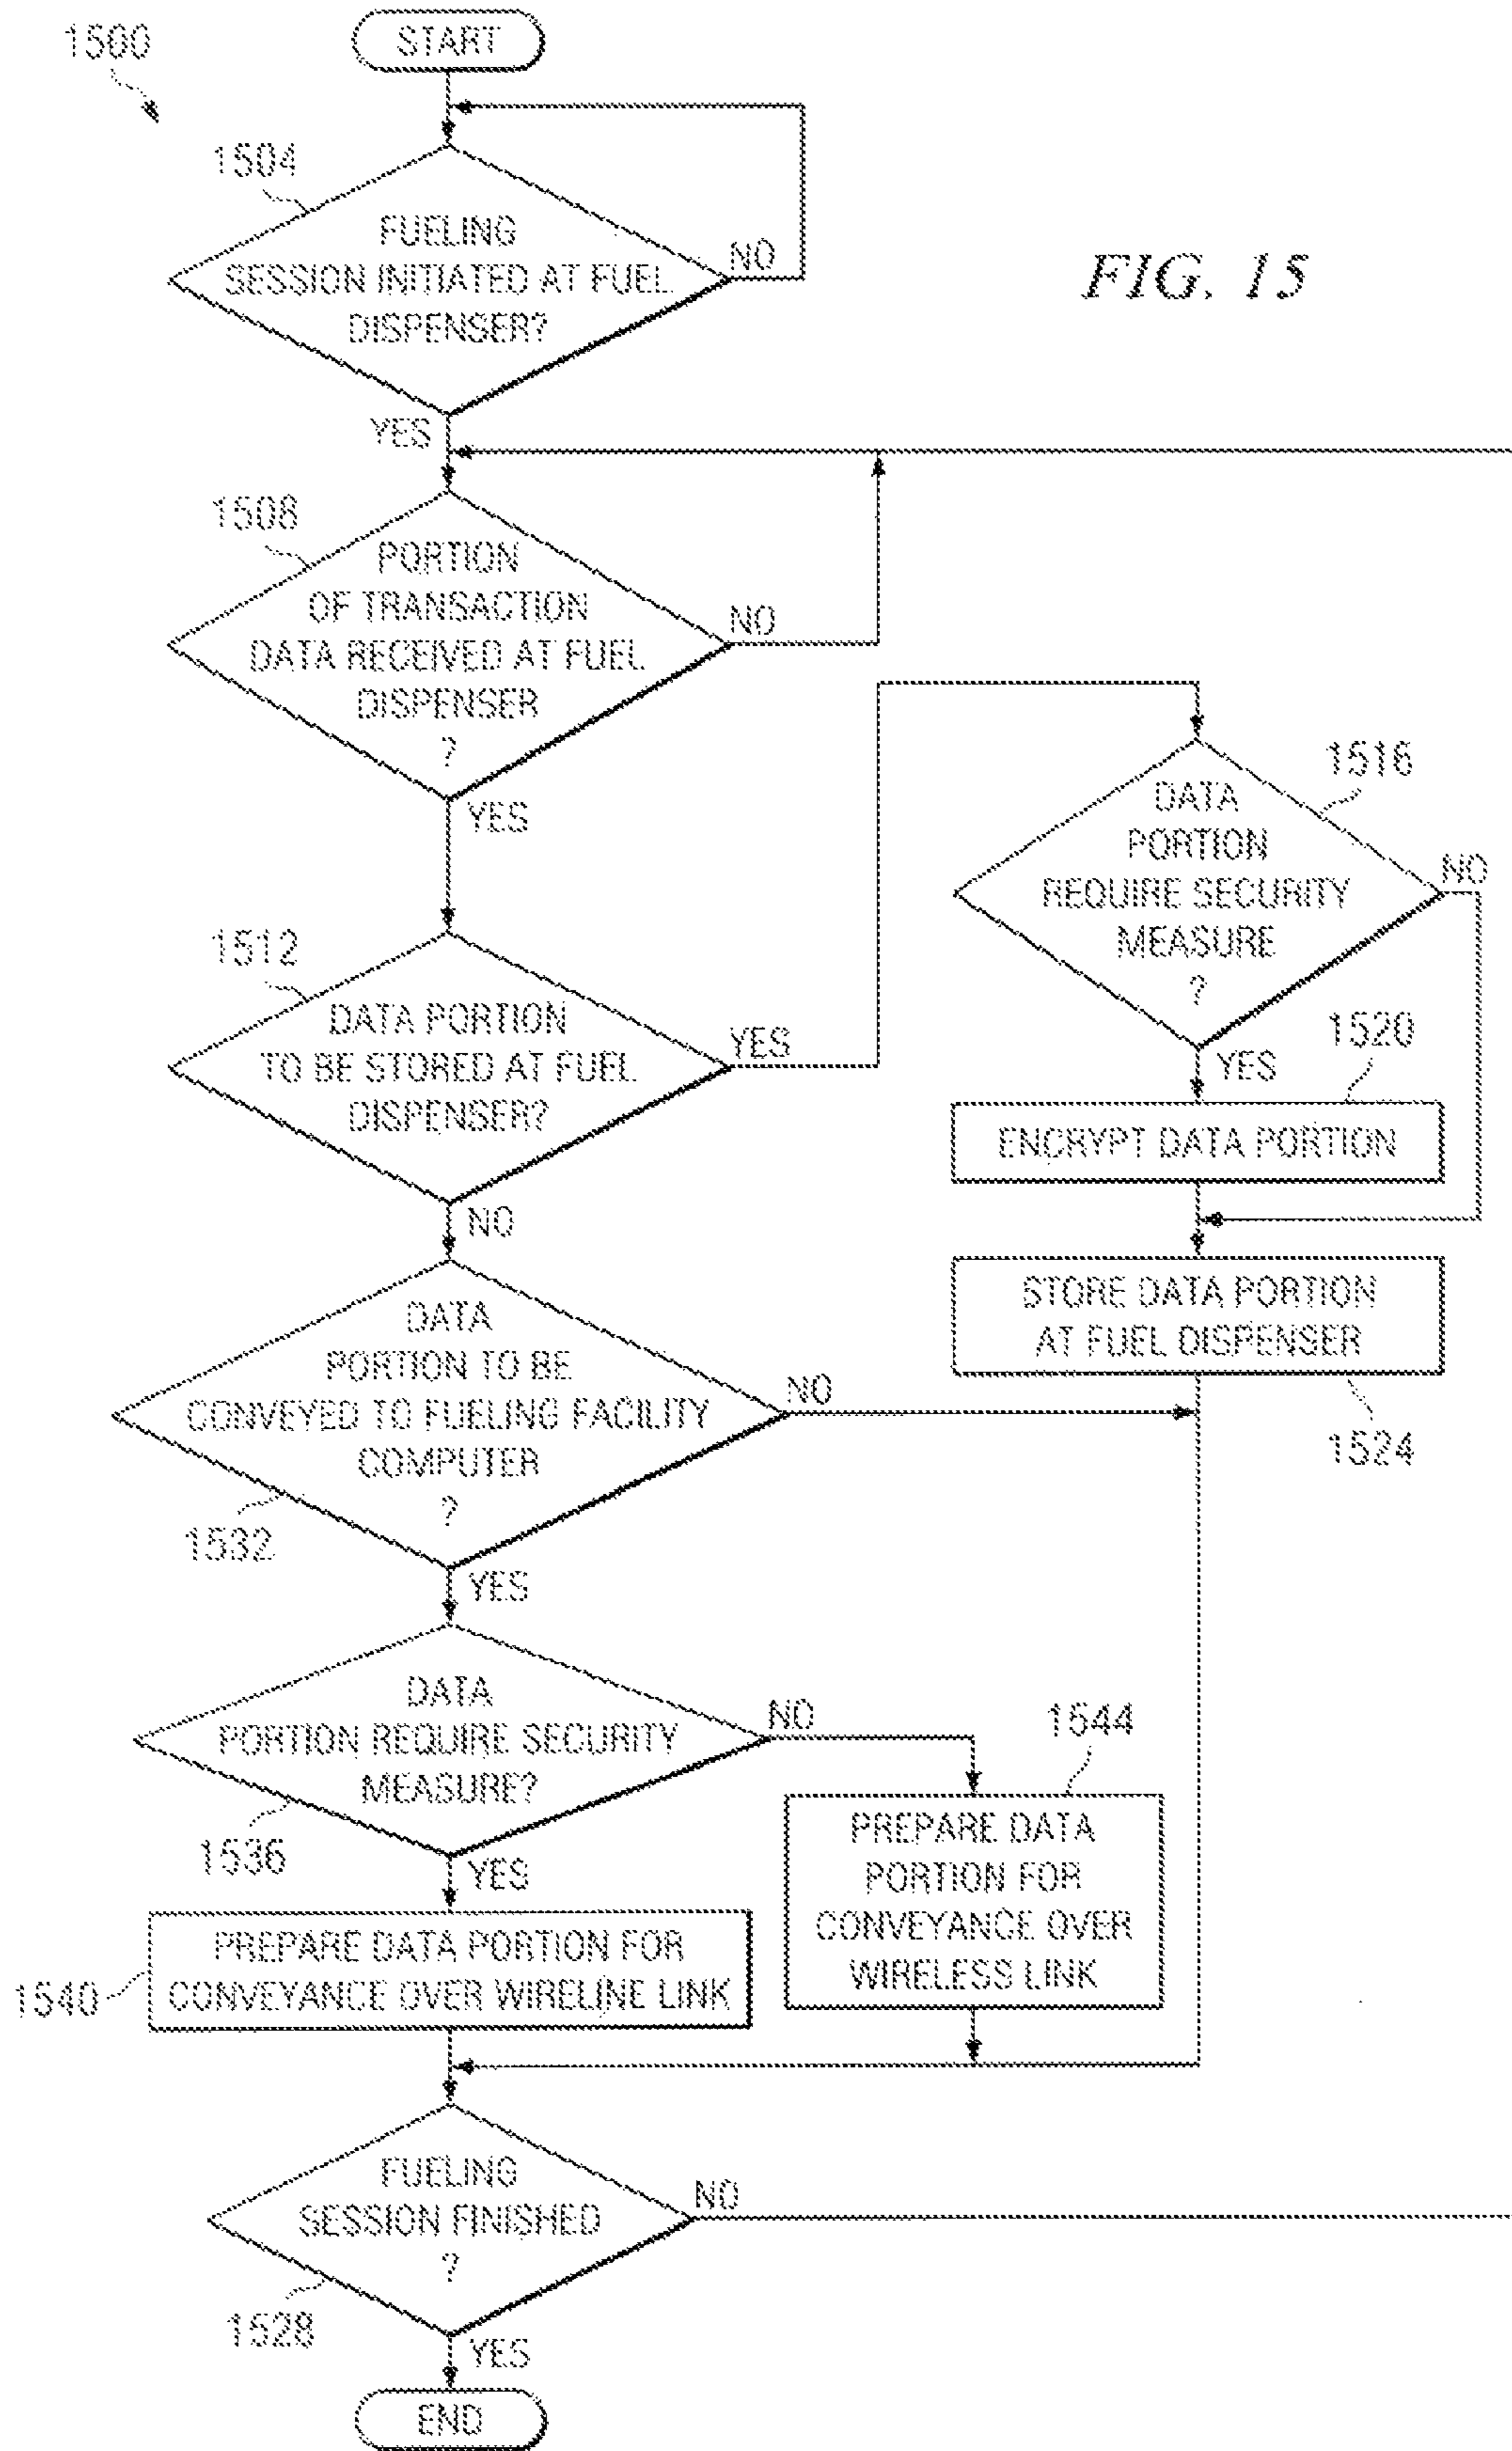 1500
START
1504
FUELING
SESSION INITIATED AT FUEL
DISPENSER?
NO
FIG. 15
YES
1508
PORTION
OF TRANSACTION
DATA RECEIVED AT FUEL
DISPENSER
?
NO
YES
1516
DATA
PORTION
REQUIRE SECURITY
MEASURE
?
NO
YES
1512
DATA PORTION
TO BE STORED AT FUEL
DISPENSER?
YES
NO
1520
ENCRYPT DATA PORTION
STORE DATA PORTION
AT FUEL DISPENSER
1524
DATA
PORTION TO BE
CONVEYED TO FUELING FACILITY
COMPUTER
?
NO
1532
YES
DATA
PORTION REQUIRE SECURITY
MEASURE?
NO
1536
YES
1544
PREPARE DATA
PORTION FOR
CONVEYANCE OVER
WIRELESS LINK
PREPARE DATA PORTION FOR
CONVEYANCE OVER WIRELINE LINK
1540
FUELING
SESSION FINISHED
?
NO
1528
YES
END